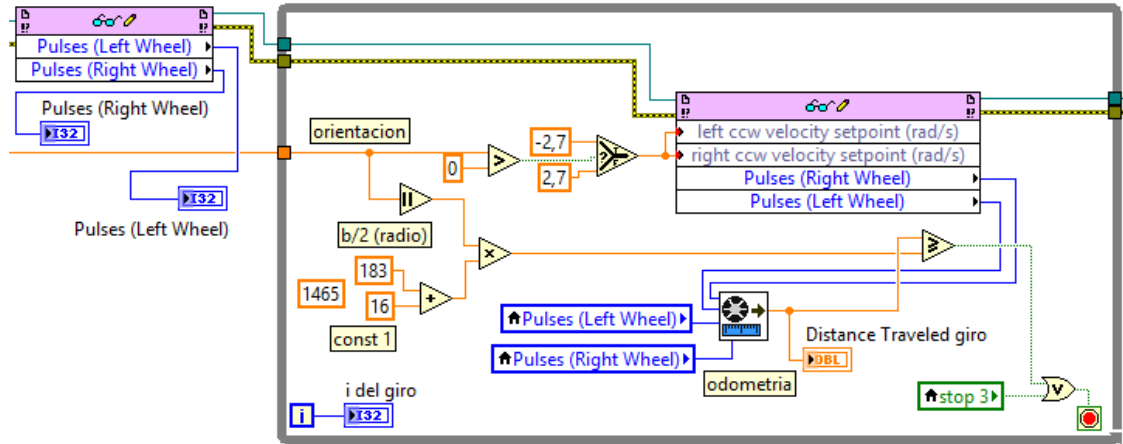 Pulses (Left Wheel)
Pulses (Right Wheel)
Pulses (Right Wheel)
I32
I32
Pulses (Left Wheel)
orientacion
0
-2,7
2,7
left ccw velocity setpoint (rad/s)
right ccw velocity setpoint (rad/s)
Pulses (Right Wheel)
Pulses (Left Wheel)
b/2 (radio)
183
1465
16
const 1
Pulses (Left Wheel)
Pulses (Right Wheel)
odometria
Distance Traveled giro
DBL
i del giro
i
I32
stop 3